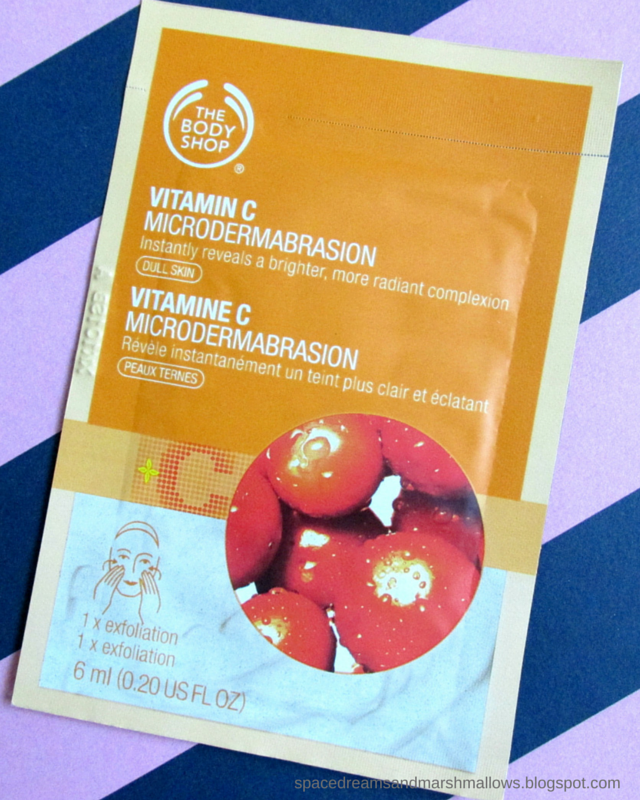 THE
BODY
SHOP
®
VITAMIN C
MICRODERMABRASION
Instantly reveals a brighter, more radiant complexion
DULL SKIN
VITAMINE C
MICRODERMABRASION
Révèle instantanément un teint plus clair et éclatant
PEAUX TERNES
C
1 x exfoliation
1 x exfoliation
6 ml (0.20 US FL OZ)
spacedreamsandmarshmallows.blogspot.com